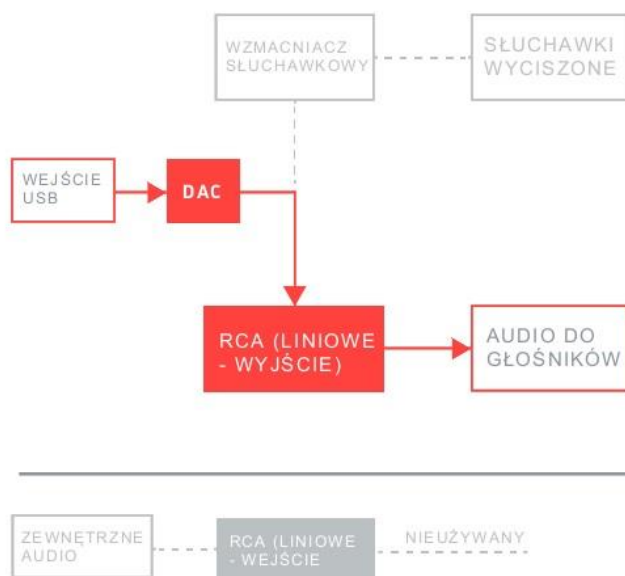 WZMACNIACZ
SŁUCHAWKOWY
SŁUCHAWKI
WYCISZONE
WEJŚCIE
USB
DAC
RCA (LINIOWE
- WYJŚCIE)
AUDIO DO
GŁOŚNIKÓW
ZEWNĘTRZNE
AUDIO
RCA (LINIOWE
- WEJŚCIE
NIEUŻYWANY